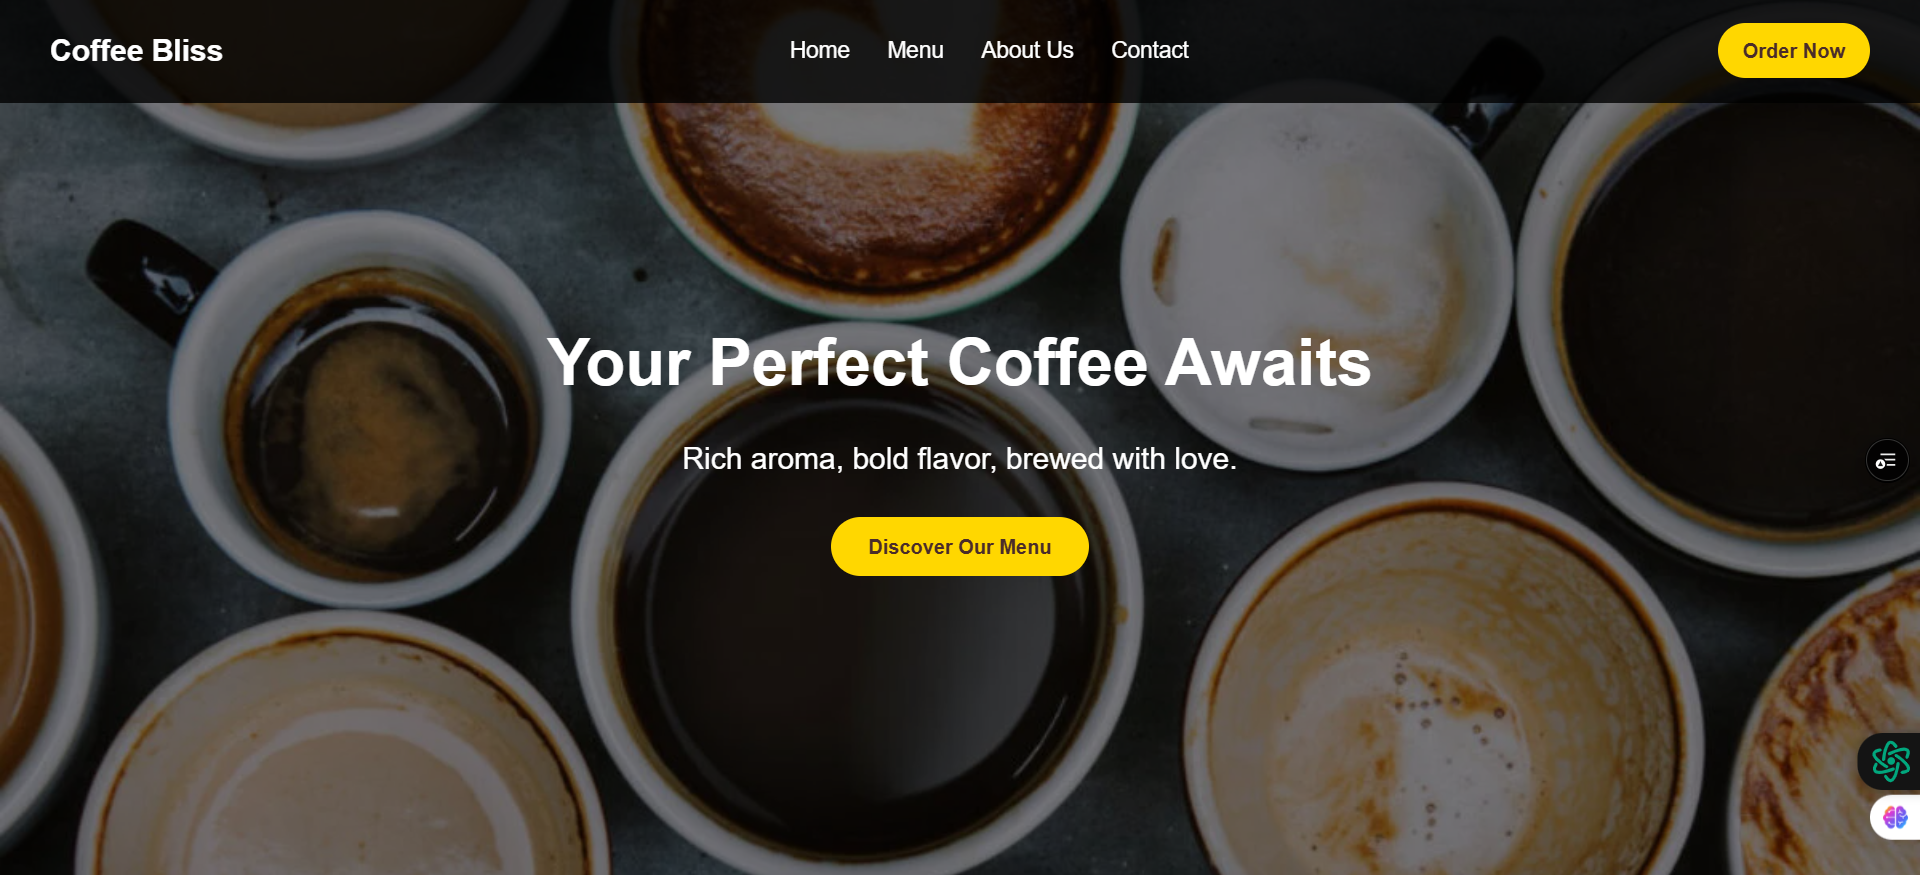 Coffee Bliss
Home
Menu
About Us
Contact
Order Now
Your Perfect Coffee Awaits
Rich aroma, bold flavor, brewed with love.
Discover Our Menu